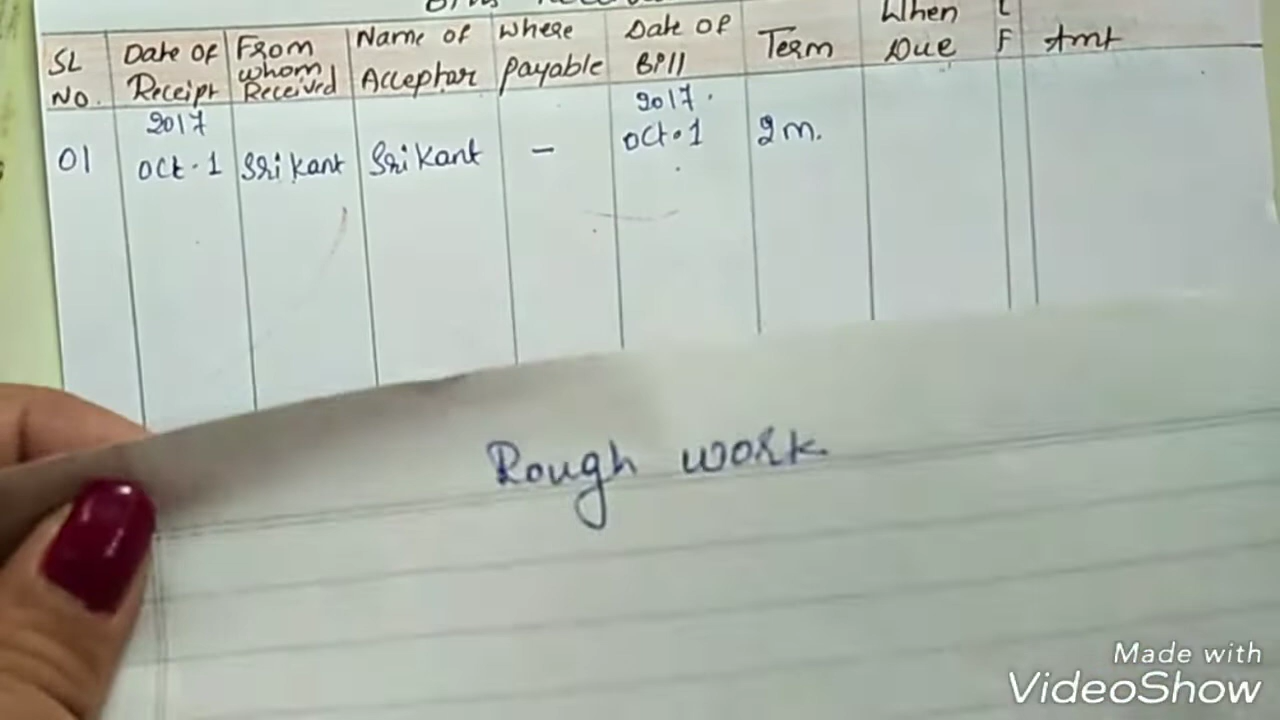 SL No. Date of Receipt From whom Received Name of Acceptor Where payable Date of Bill Term When Due L F Amt
01 2017 Oct. 1 Srikant Srikant – 2017. Oct. 1 2m.
Rough work.
Made with
VideoShow